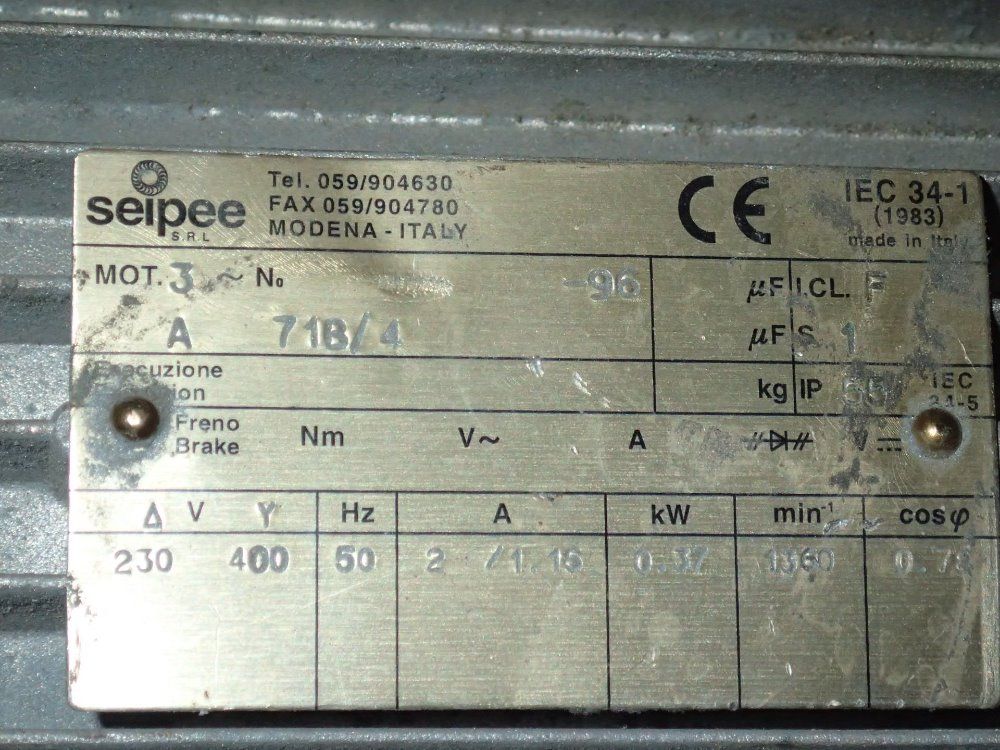 seipee
S.R.L
Tel. 059/904630
FAX 059/904780
MODENA - ITALY
CE
IEC 34-1
(1983)
made in Italy
MOT. 3 ~ No -96 µF I.CL. F
A 71B/4 µF S. 1
Esecuzione
kg IP 55 IEC 34-5
Freno
Brake Nm V~ A V
Δ V Y Hz A kW min-1 cosφ
230 400 50 2 /1.15 0.37 1360